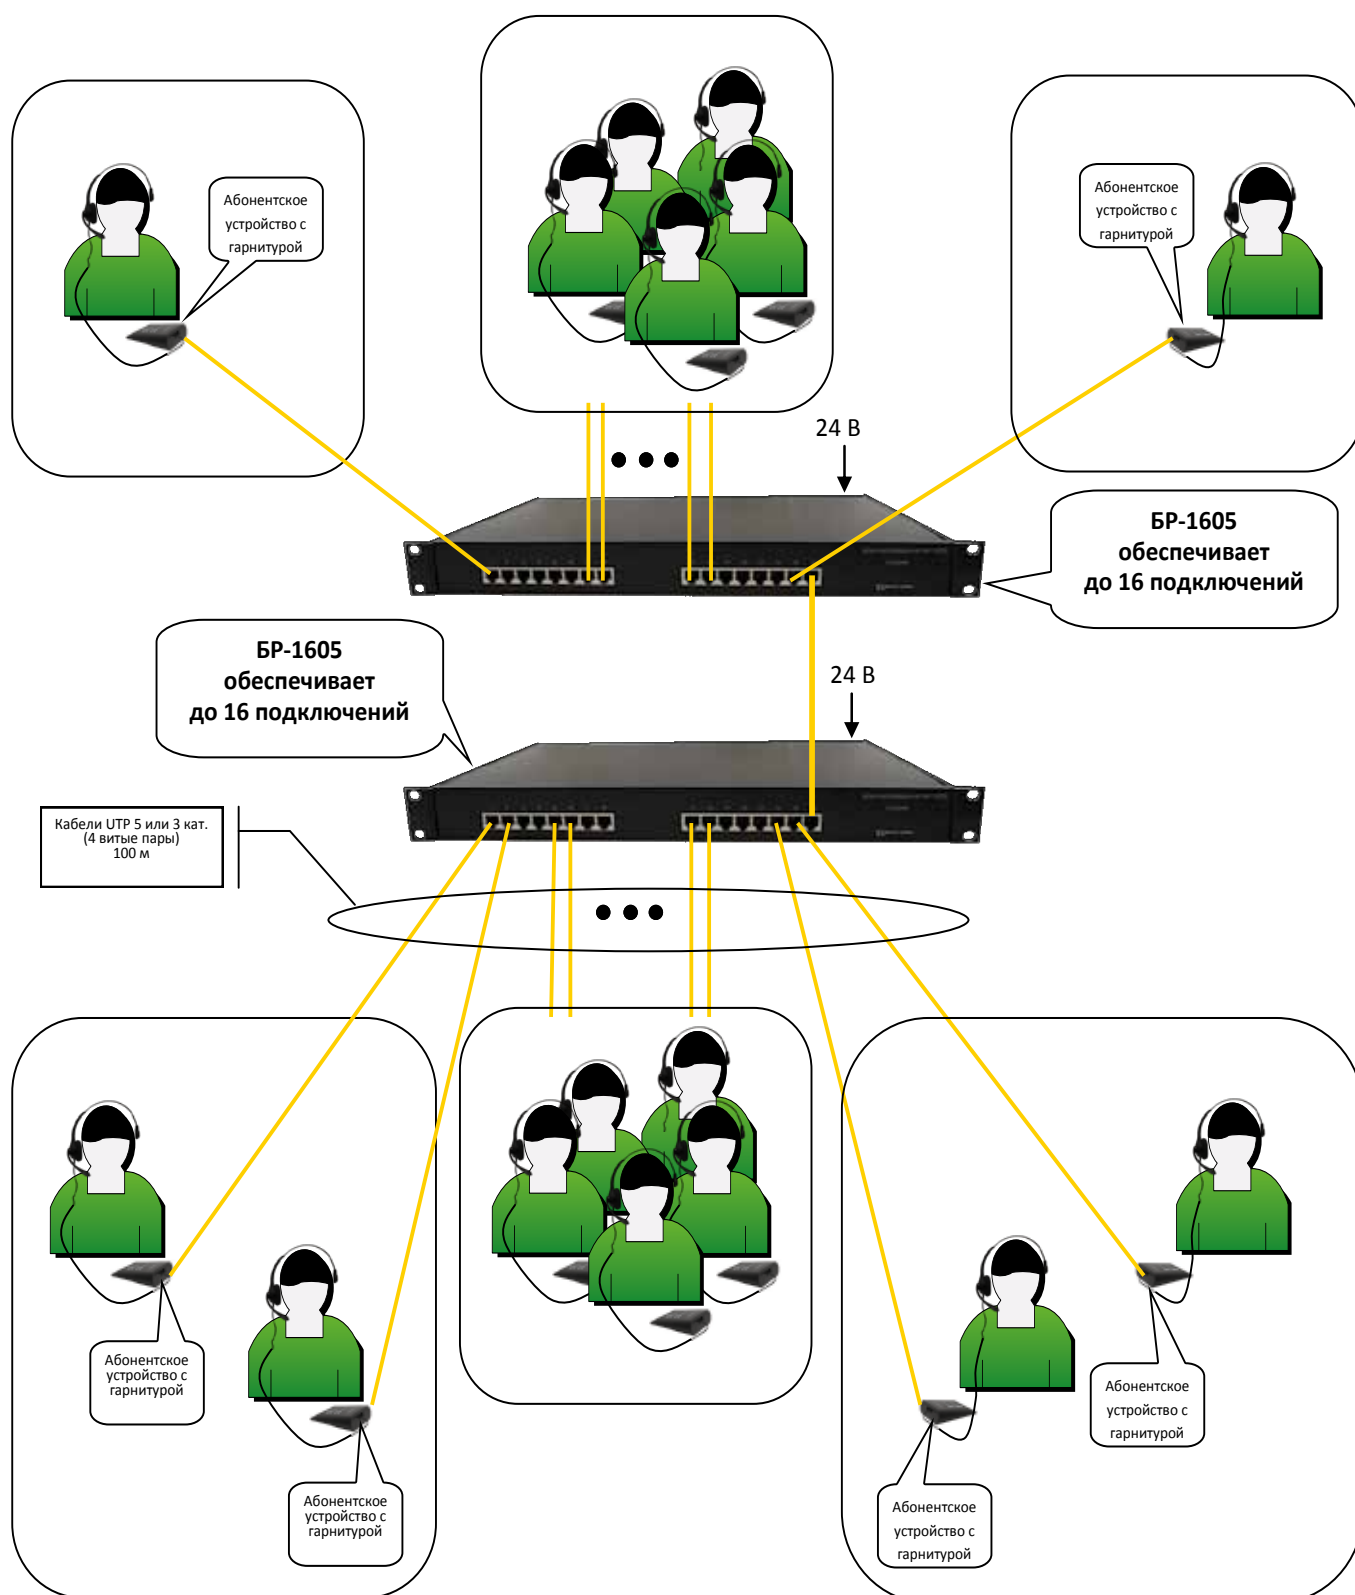 Абонентское
устройство с
гарнитурой
Абонентское
устройство с
гарнитурой
24 В
БР-1605
обеспечивает
до 16 подключений
БР-1605
обеспечивает
до 16 подключений
24 В
Кабели UTP 5 или 3 кат.
(4 витые пары)
100 м
Абонентское
устройство с
гарнитурой
Абонентское
устройство с
гарнитурой
Абонентское
устройство с
гарнитурой
Абонентское
устройство с
гарнитурой